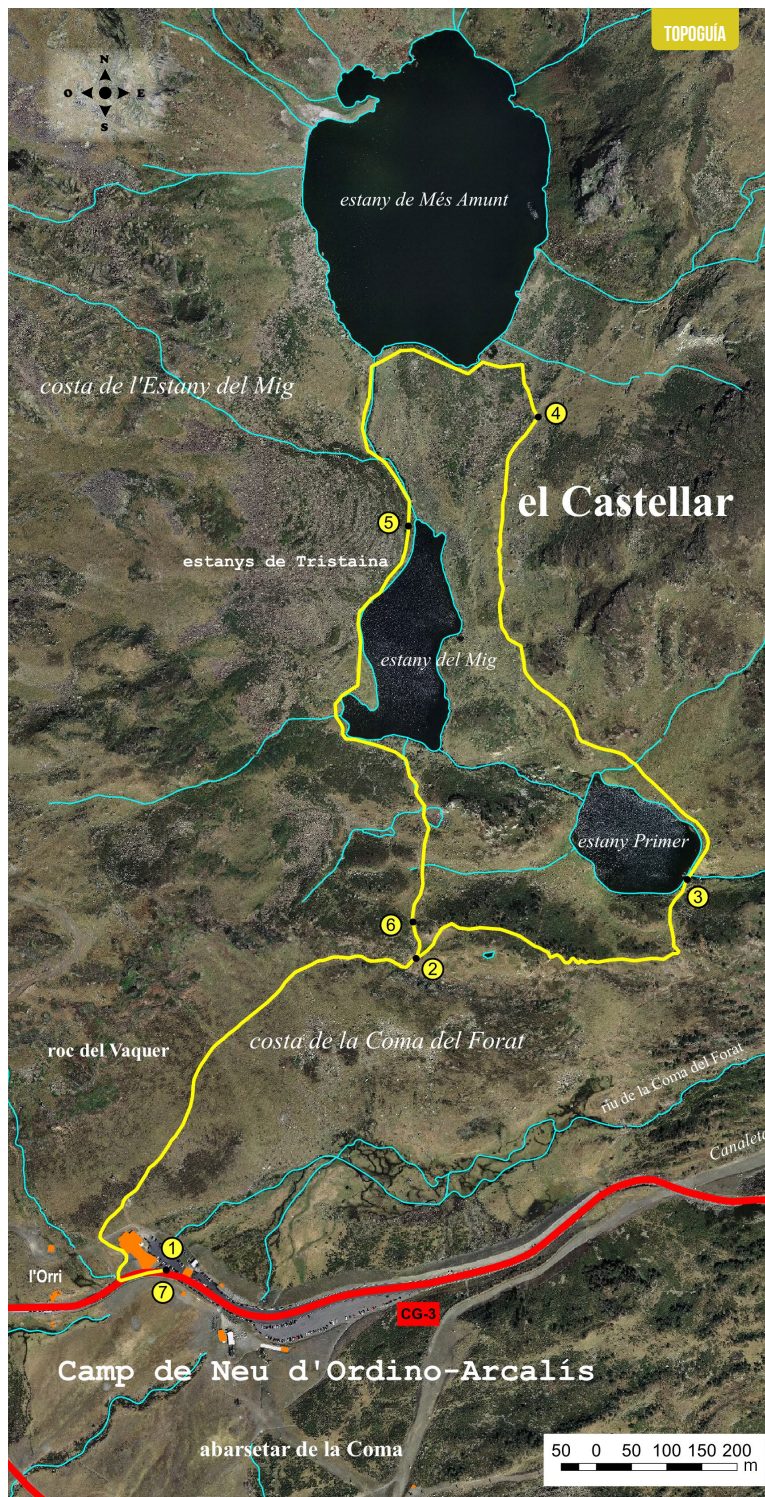 TOPOGUÍA
N
O E
S
estany de Més Amunt
costa de l'Estany del Mig
4
el Castellar
5
estanys de Tristaina
estany del Mig
estany Primer
3
6
2
costa de la Coma del Forat
roc del Vaquer
riu de la Coma del Forat
1
l'Orri
7
CG-3
Camp de Neu d'Ordino-Arcalís
abarsetar de la Coma
50 0 50 100 150 200
m